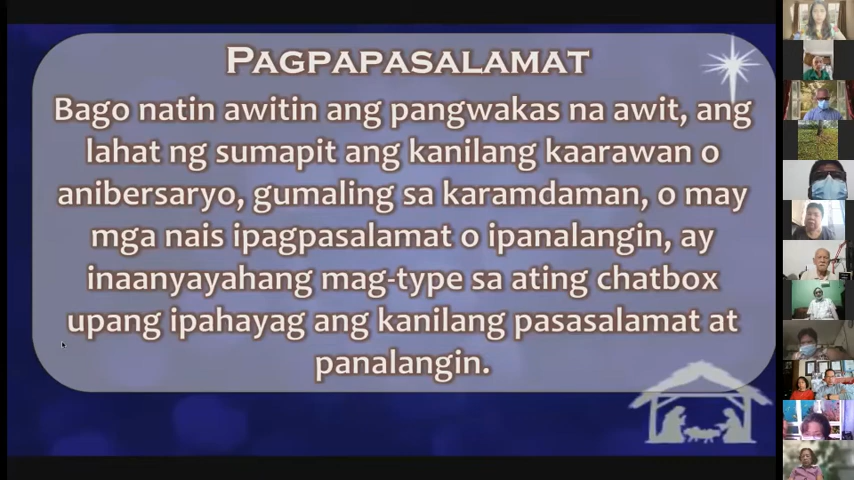 PAGPAPASALAMAT
Bago natin awitin ang pangwakas na awit, ang
lahat ng sumapit ang kanilang kaarawan o
anibersaryo, gumaling sa karamdaman, o may
mga nais ipagpasalamat o ipanalangin, ay
inaanyayahang mag-type sa ating chatbox
upang ipahayag ang kanilang pasasalamat at
panalangin.